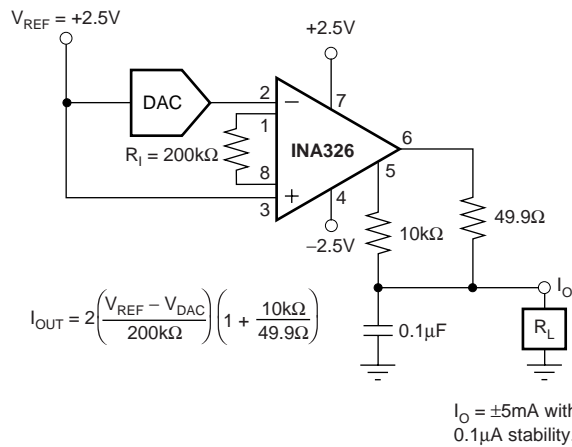 V_REF = +2.5V
+2.5V
DAC
2
−
7
1
R_I = 200kΩ
INA326
6
8
5
+
3
4
−2.5V
10kΩ
49.9Ω
I_OUT = 2((V_REF − V_DAC)/200kΩ)(1 + 10kΩ/49.9Ω)
I_O
0.1μF
R_L
I_O = ±5mA with
0.1μA stability